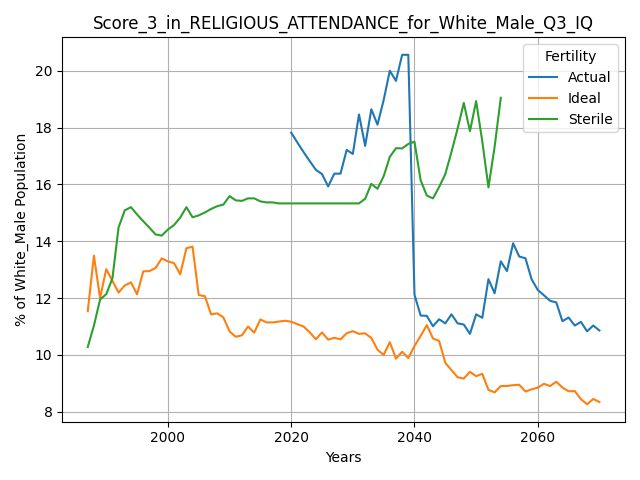 Score_3_in_RELIGIOUS_ATTENDANCE_for_White_Male_Q3_IQ
Fertility
Actual
Ideal
Sterile
% of White_Male Population
20
18
16
14
12
10
8
2000
2020
2040
2060
Years